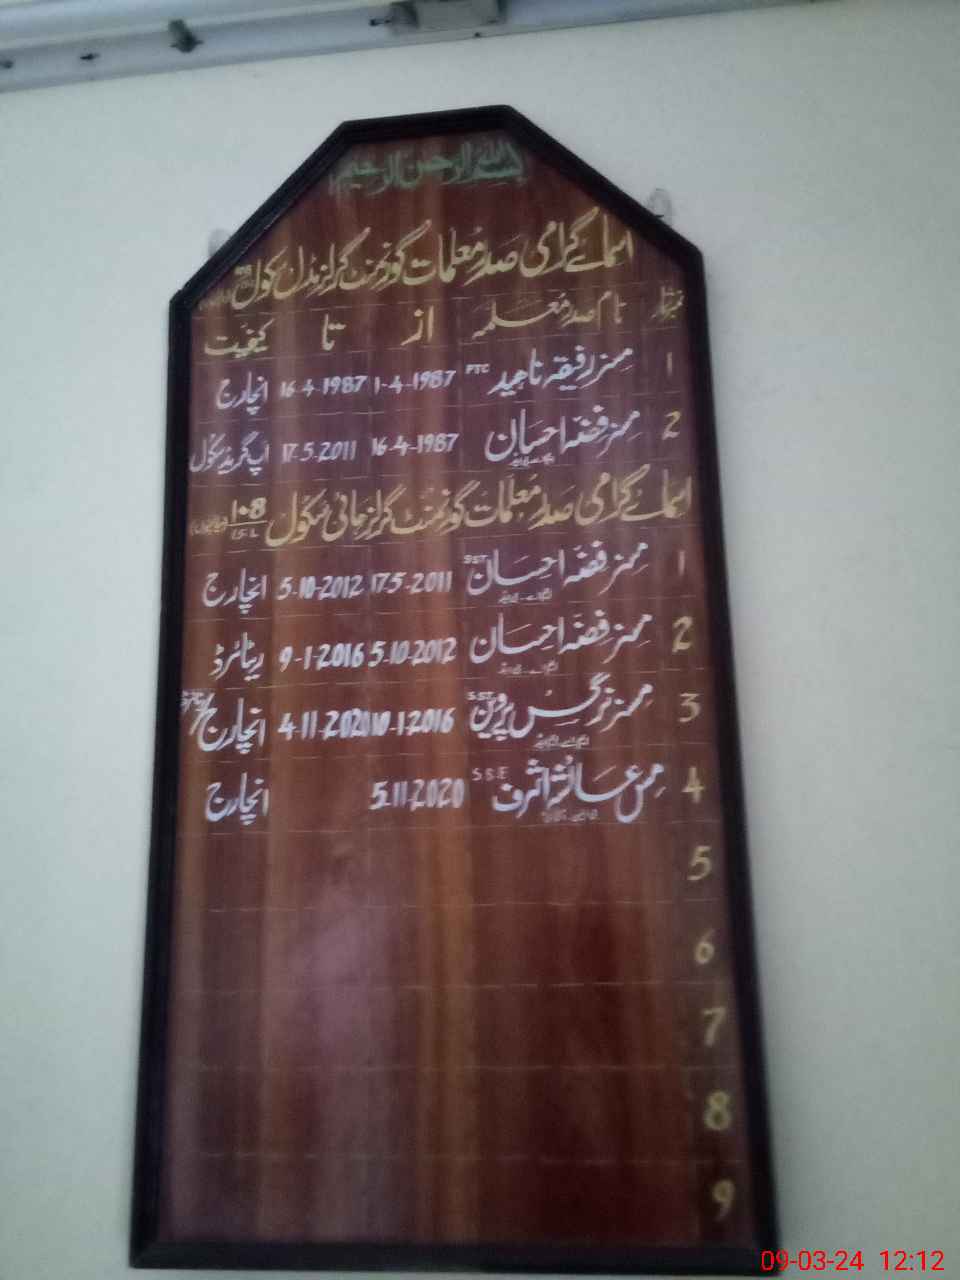 بسم اللہ الرحمن الرحیم
اسمائے گرامی صدر معلمات گورنمنٹ گرلز مڈل سکول
نمبر شمار نام صدر معلمہ از تا کیفیت
1 مسز رفیقہ ناہید PTC 1-4-1987 16-4-1987 انچارج
2 مسز فضہ احسان 16-4-1987 17-5-2011 اپ گریڈ سکول
اسمائے گرامی صدر معلمات گورنمنٹ گرلز ہائی سکول 108/15-L
1 مسز فضہ احسان SST 17-5-2011 5-10-2012 انچارج
2 مسز فضہ احسان 5-10-2012 9-1-2016 ریٹائرڈ
3 مسز نرگس پروین SST 10-1-2016 4-11-2020 انچارج
4 مس عائشہ اشرف S.S.E 5-11-2020 انچارج
5
6
7
8
9
09-03-24 12:12